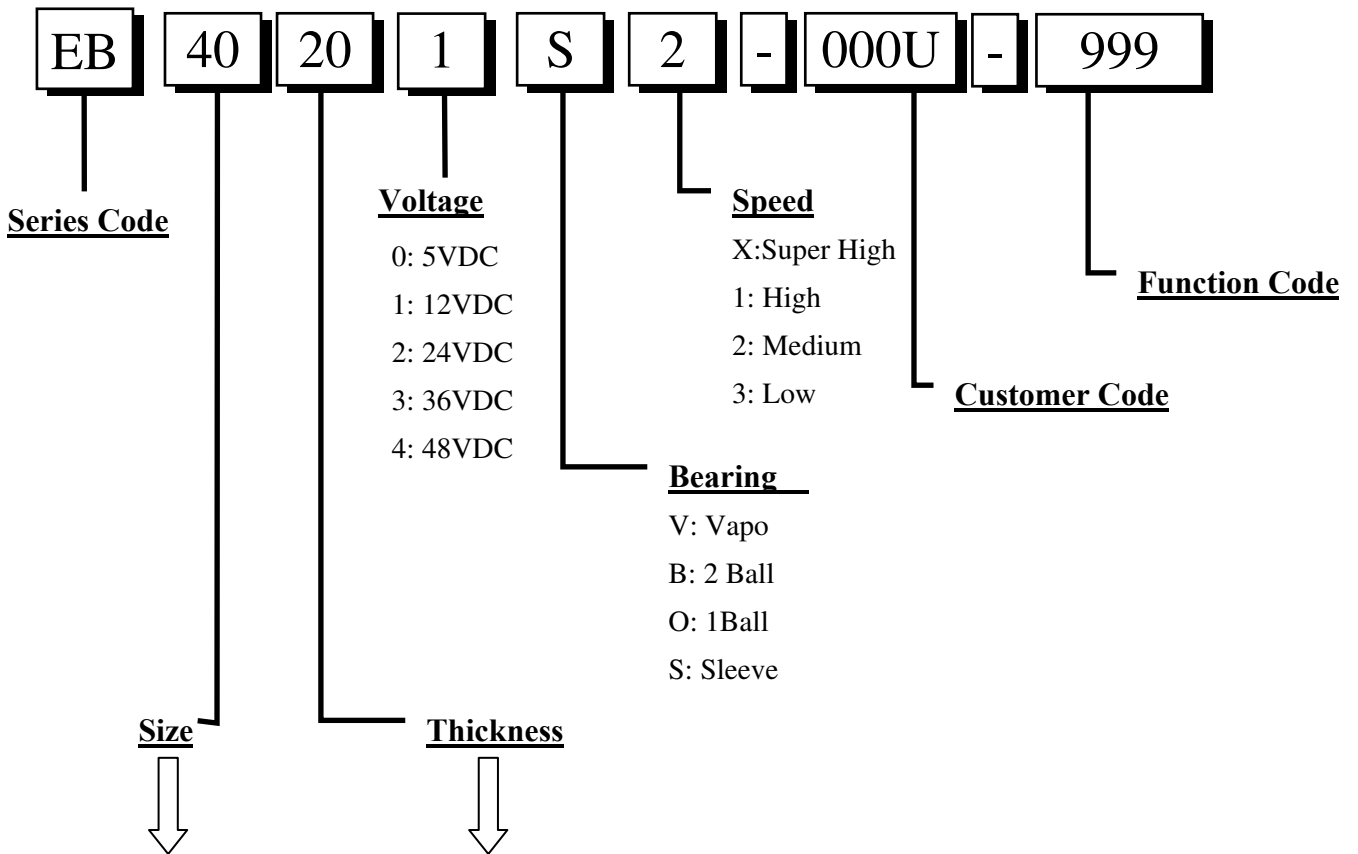 EB 40 20 1 S 2 - 000U - 999
Series Code
Voltage
0: 5VDC
1: 12VDC
2: 24VDC
3: 36VDC
4: 48VDC
Speed
X:Super High
1: High
2: Medium
3: Low
Function Code
Customer Code
Bearing
V: Vapo
B: 2 Ball
O: 1Ball
S: Sleeve
Size
Thickness